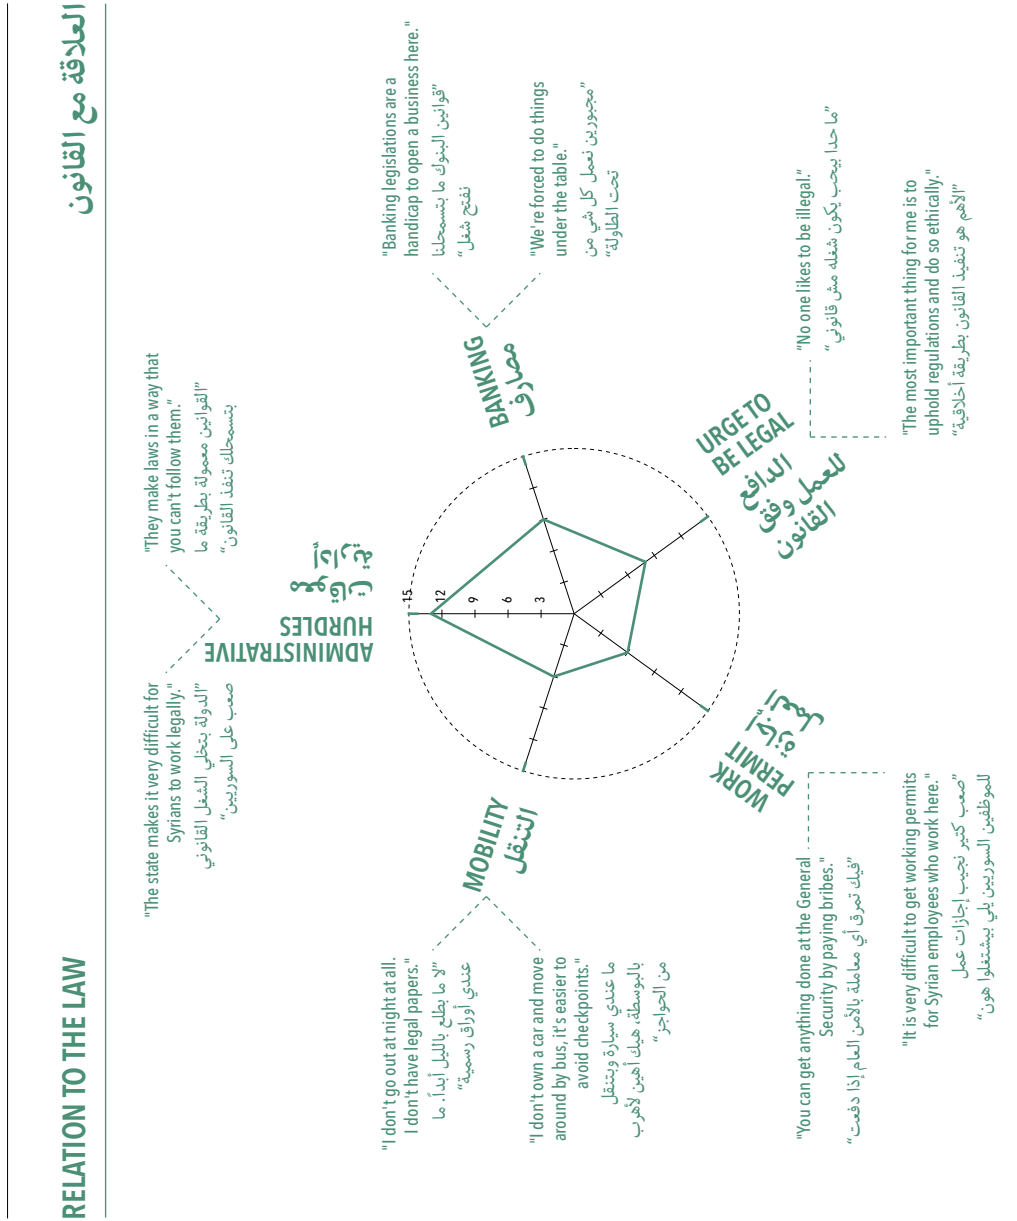 RELATION TO THE LAW
العلاقة مع القانون
"The state makes it very difficult for
Syrians to work legally."
”الدولة بتخلي الشغل القانوني
صعب على السوريين“
"They make laws in a way that
you can't follow them."
”القوانين معمولة بطريقة ما
بتسمحلك تنفذ القانون“
ADMINISTRATIVE
HURDLES
معوقات
إدارية
"I don't go out at night at all.
I don't have legal papers."
”لا ما بطلع بالليل أبداً. ما
عندي أوراق رسمية“
"I don't own a car and move
around by bus, it's easier to
avoid checkpoints."
ما عندي سيارة وبتنقل
بالبوسطة، هيك أهين لأهرب
من الحواجز“
MOBILITY
التنقل
15
12
9
6
3
BANKING
مصارف
"Banking legislations are a
handicap to open a business here."
”قوانين البنوك ما بتسمحلنا
نفتح شغل“
"We're forced to do things
under the table."
”مجبورين نعمل كل شي من
تحت الطاولة“
WORK
PERMIT
إجازة
العمل
URGE TO
BE LEGAL
الدافع
للعمل وفق
القانون
"You can get anything done at the General
Security by paying bribes."
”فيك تمرق أي معاملة بالأمن العام إذا دفعت“
"It is very difficult to get working permits
for Syrian employees who work here."
”صعب كتير نجيب إجازات عمل
للموظفين السوريين يلي بيشتغلوا هون“
"No one likes to be illegal."
”ما حدا بيحب يكون شغله مش قانوني“
"The most important thing for me is to
uphold regulations and do so ethically."
”الأهم هو تنفيذ القانون بطريقة أخلاقية“